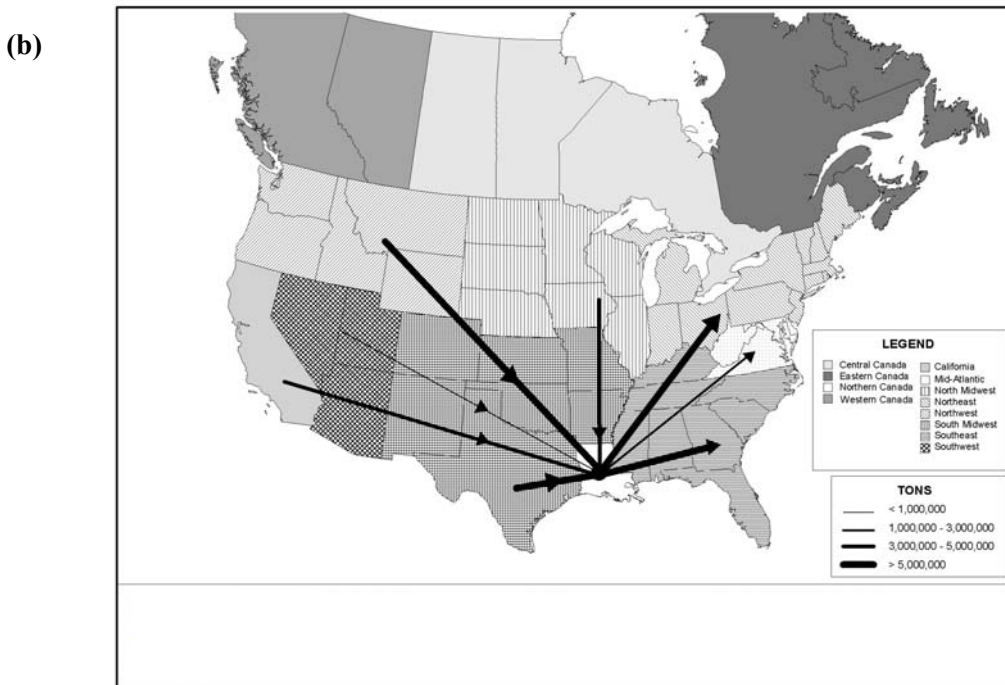 (b)
LEGEND
Central Canada
Eastern Canada
Northern Canada
Western Canada
California
Mid-Atlantic
North Midwest
Northeast
Northwest
South Midwest
Southeast
Southwest
TONS
< 1,000,000
1,000,000 - 3,000,000
3,000,000 - 5,000,000
> 5,000,000